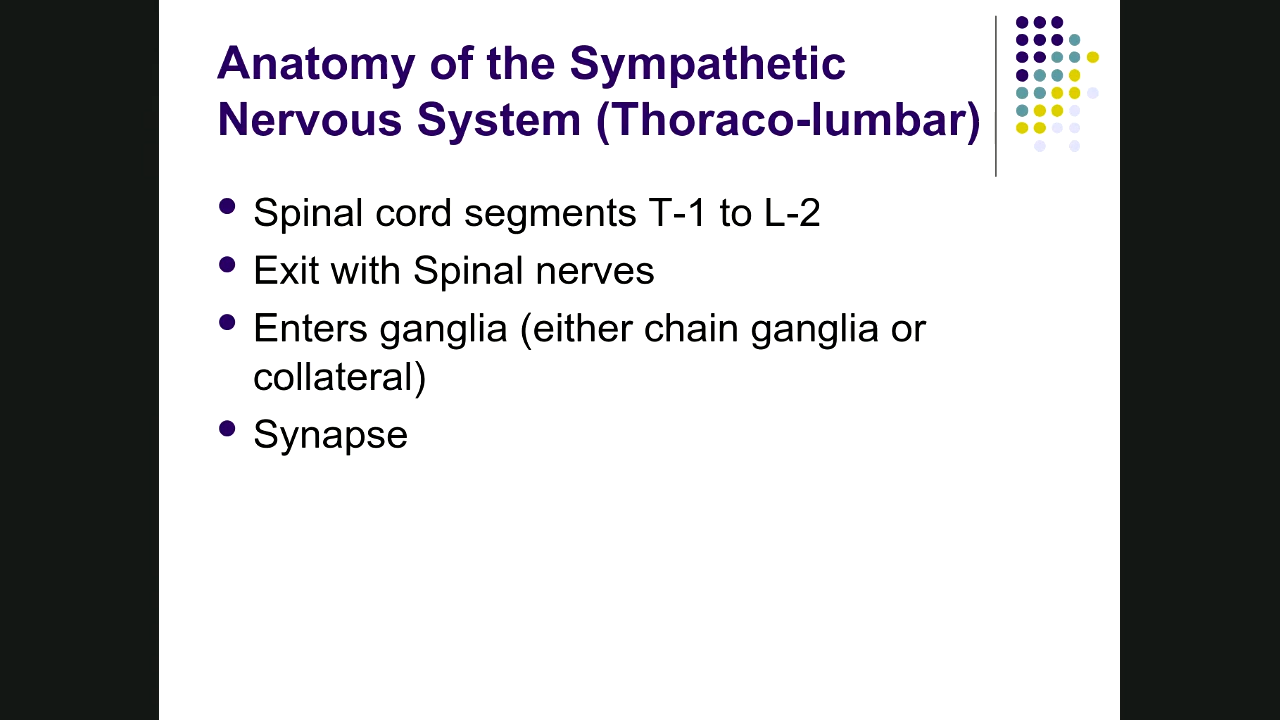 Anatomy of the Sympathetic
Nervous System (Thoraco-lumbar)
Spinal cord segments T-1 to L-2
Exit with Spinal nerves
Enters ganglia (either chain ganglia or
collateral)
Synapse